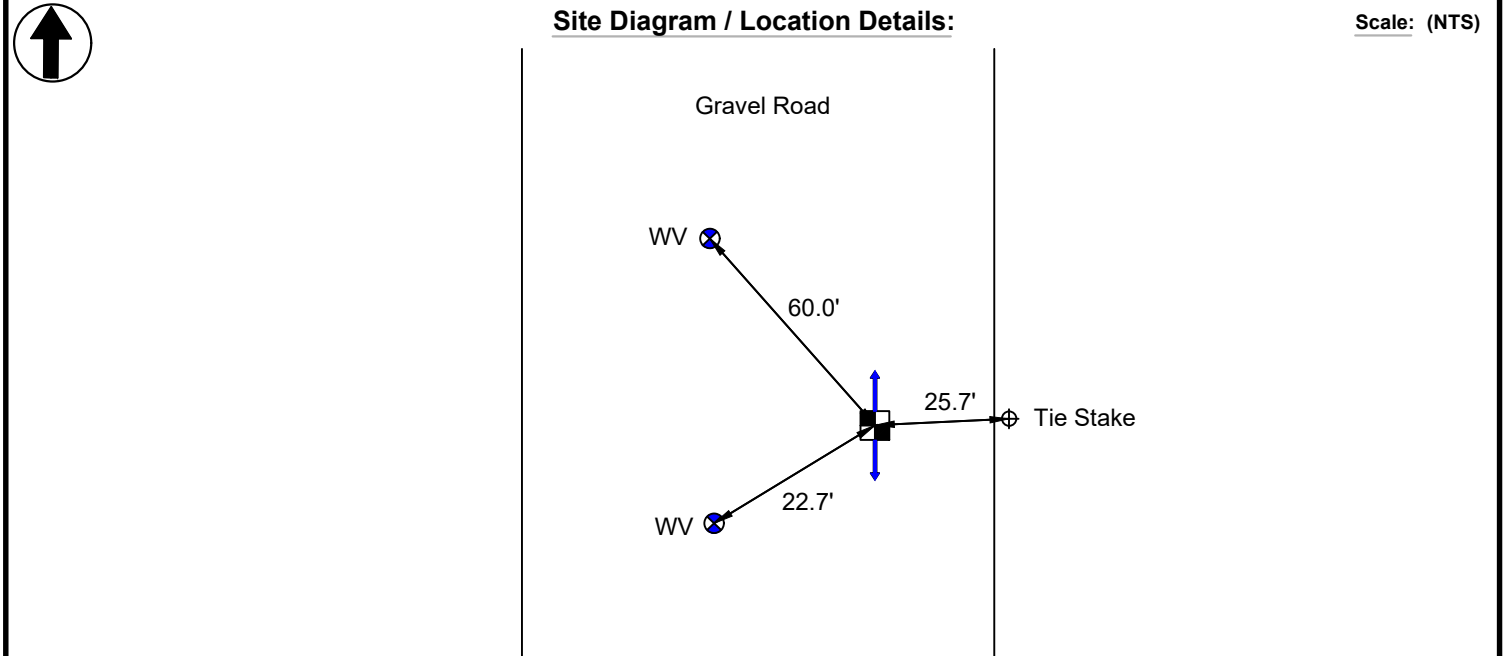 Site Diagram / Location Details:
Scale: (NTS)
Gravel Road
WV
60.0'
25.7'
Tie Stake
22.7'
WV